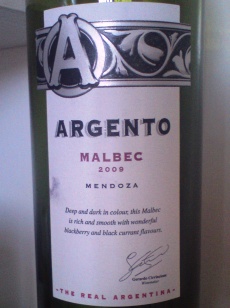 A
ARGENTO
MALBEC
2009
MENDOZA
Deep and dark in colour, this Malbec
is rich and smooth with wonderful
blackberry and black currant flavours.
• THE REAL ARGENTINA •